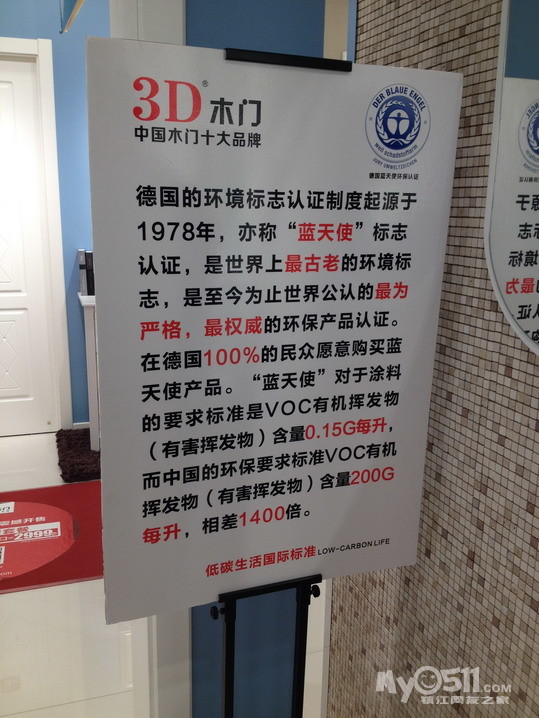 3D® 木门
中国木门十大品牌
DER BLAUE ENGEL
weil schadstoffarm
JURY UMWELTZEICHEN
德国蓝天使环保认证
德国的环境标志认证制度起源于
1978年，亦称“蓝天使”标志
认证，是世界上最古老的环境标
志，是至今为止世界公认的最为
严格，最权威的环保产品认证。
在德国100%的民众愿意购买蓝
天使产品。“蓝天使”对于涂料
的要求标准是VOC有机挥发物
（有害挥发物）含量0.15G每升，
而中国的环保要求标准VOC有机
挥发物（有害挥发物）含量200G
每升，相差1400倍。
低碳生活国际标准 LOW-CARBON LIFE
2999
My0511.COM
镇江网友之家